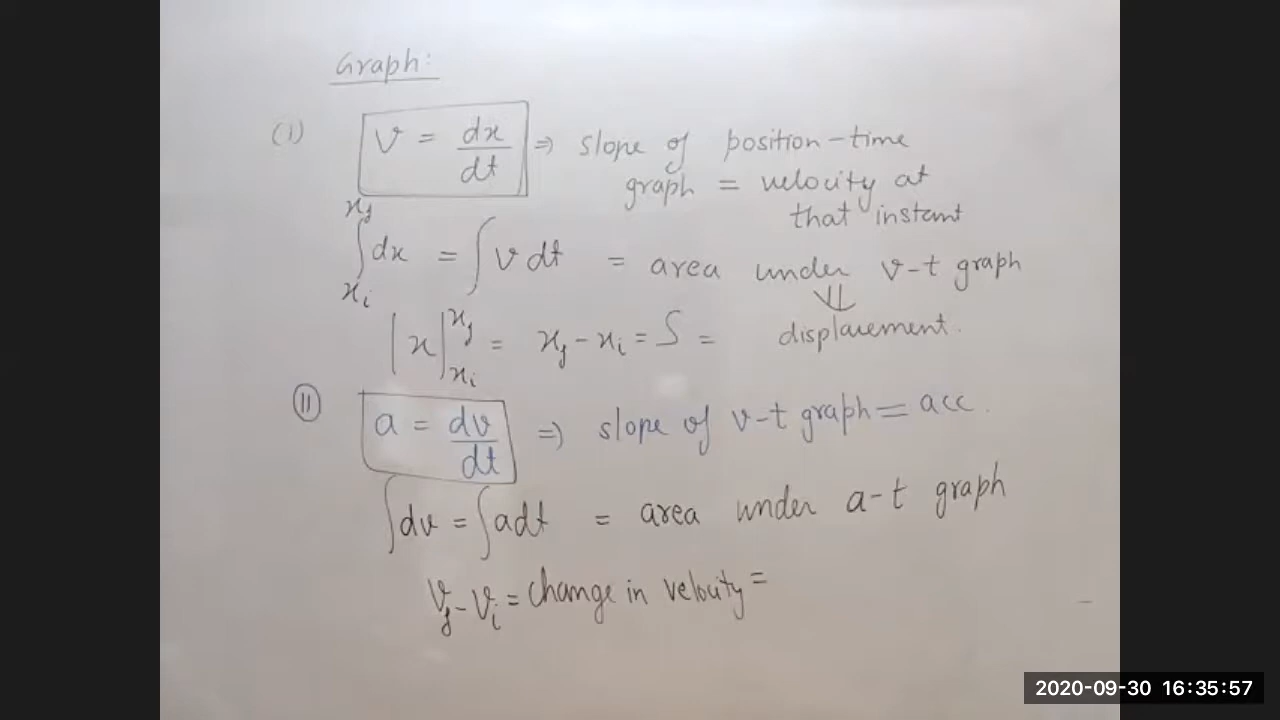 Graph:
(1) V = dx/dt ⇒ slope of position-time
graph = velocity at
that instant
∫_{xi}^{xf} dx = ∫ v dt = area under v-t graph
⇓
|x|_{xi}^{xf} = xf - xi = S = displacement.
(II) a = dv/dt ⇒ slope of v-t graph = acc.
∫dv = ∫adt = area under a-t graph
Vf - Vi = change in velocity =
2020-09-30 16:35:57